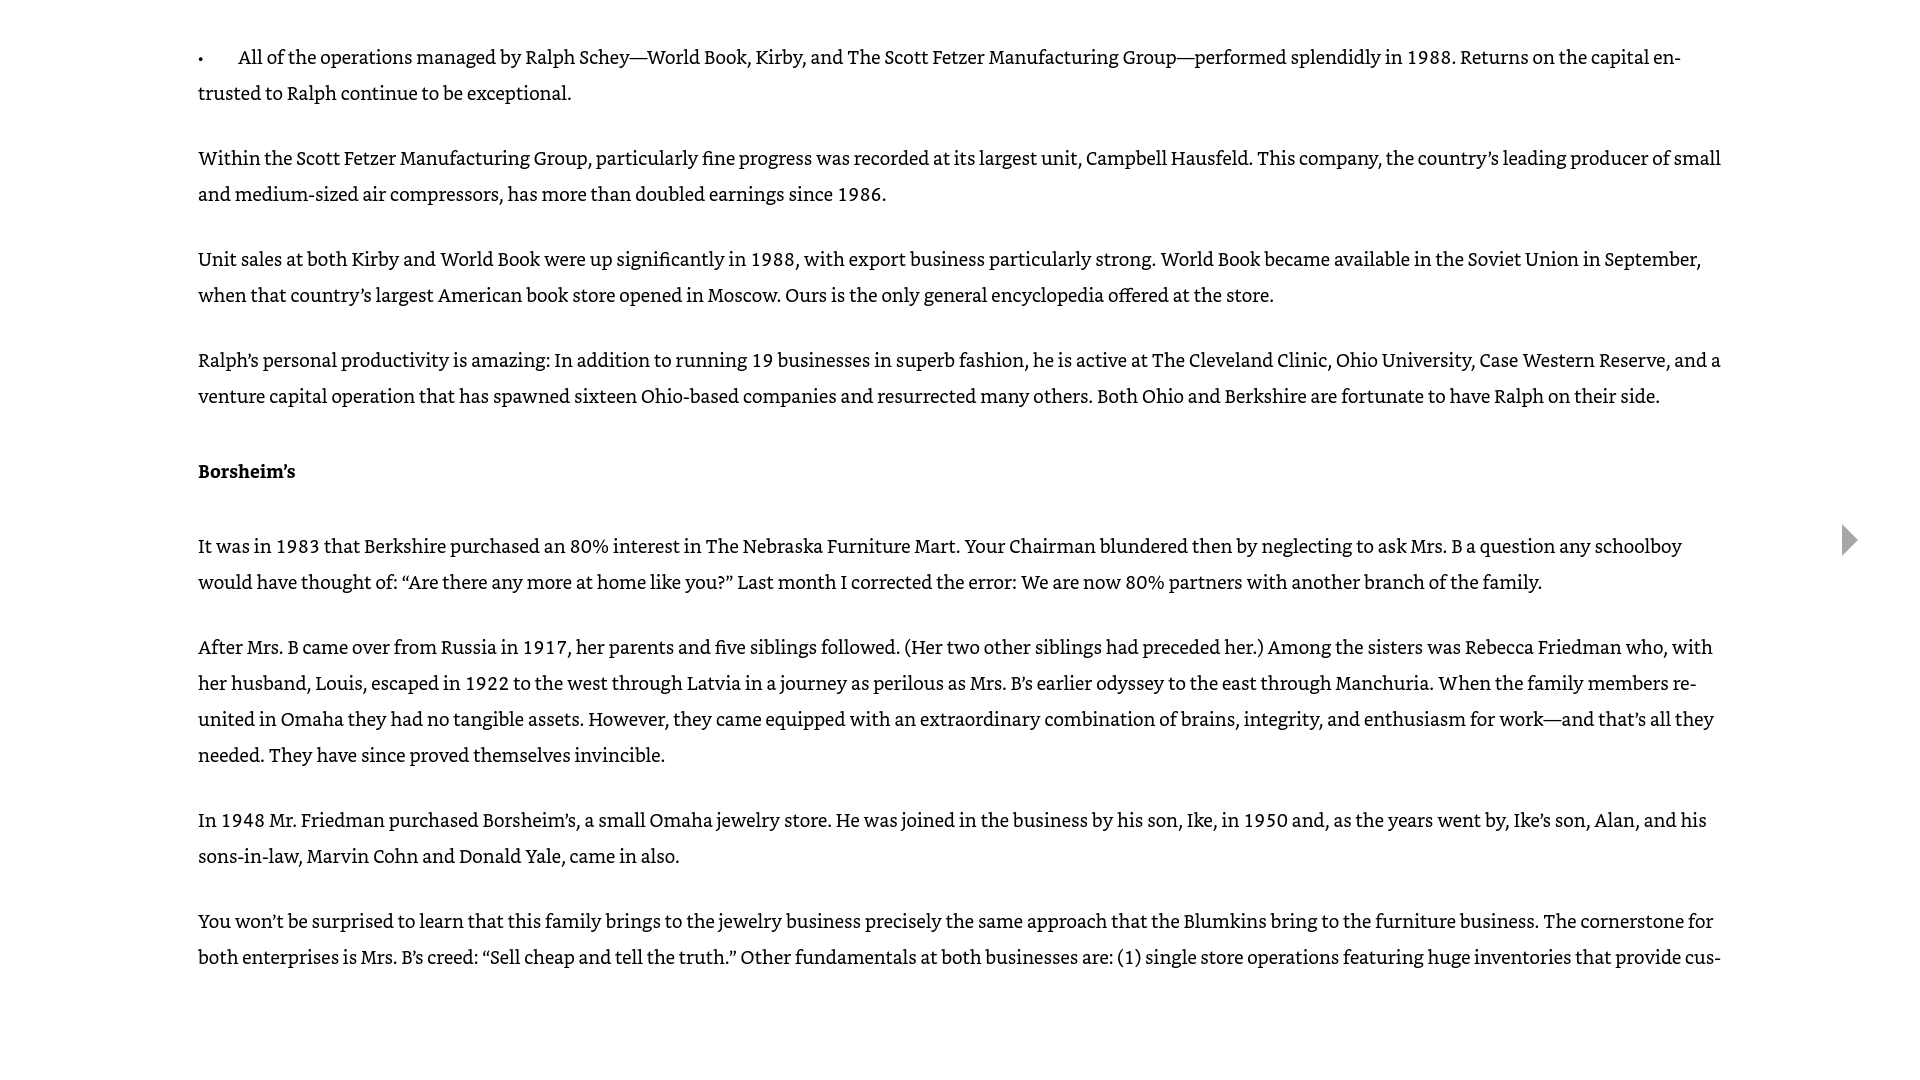 • All of the operations managed by Ralph Schey—World Book, Kirby, and The Scott Fetzer Manufacturing Group—performed splendidly in 1988. Returns on the capital en-
trusted to Ralph continue to be exceptional.
Within the Scott Fetzer Manufacturing Group, particularly fine progress was recorded at its largest unit, Campbell Hausfeld. This company, the country’s leading producer of small
and medium-sized air compressors, has more than doubled earnings since 1986.
Unit sales at both Kirby and World Book were up significantly in 1988, with export business particularly strong. World Book became available in the Soviet Union in September,
when that country’s largest American book store opened in Moscow. Ours is the only general encyclopedia offered at the store.
Ralph’s personal productivity is amazing: In addition to running 19 businesses in superb fashion, he is active at The Cleveland Clinic, Ohio University, Case Western Reserve, and a
venture capital operation that has spawned sixteen Ohio-based companies and resurrected many others. Both Ohio and Berkshire are fortunate to have Ralph on their side.
Borsheim’s
It was in 1983 that Berkshire purchased an 80% interest in The Nebraska Furniture Mart. Your Chairman blundered then by neglecting to ask Mrs. B a question any schoolboy
would have thought of: “Are there any more at home like you?” Last month I corrected the error: We are now 80% partners with another branch of the family.
After Mrs. B came over from Russia in 1917, her parents and five siblings followed. (Her two other siblings had preceded her.) Among the sisters was Rebecca Friedman who, with
her husband, Louis, escaped in 1922 to the west through Latvia in a journey as perilous as Mrs. B’s earlier odyssey to the east through Manchuria. When the family members re-
united in Omaha they had no tangible assets. However, they came equipped with an extraordinary combination of brains, integrity, and enthusiasm for work—and that’s all they
needed. They have since proved themselves invincible.
In 1948 Mr. Friedman purchased Borsheim’s, a small Omaha jewelry store. He was joined in the business by his son, Ike, in 1950 and, as the years went by, Ike’s son, Alan, and his
sons-in-law, Marvin Cohn and Donald Yale, came in also.
You won’t be surprised to learn that this family brings to the jewelry business precisely the same approach that the Blumkins bring to the furniture business. The cornerstone for
both enterprises is Mrs. B’s creed: “Sell cheap and tell the truth.” Other fundamentals at both businesses are: (1) single store operations featuring huge inventories that provide cus-